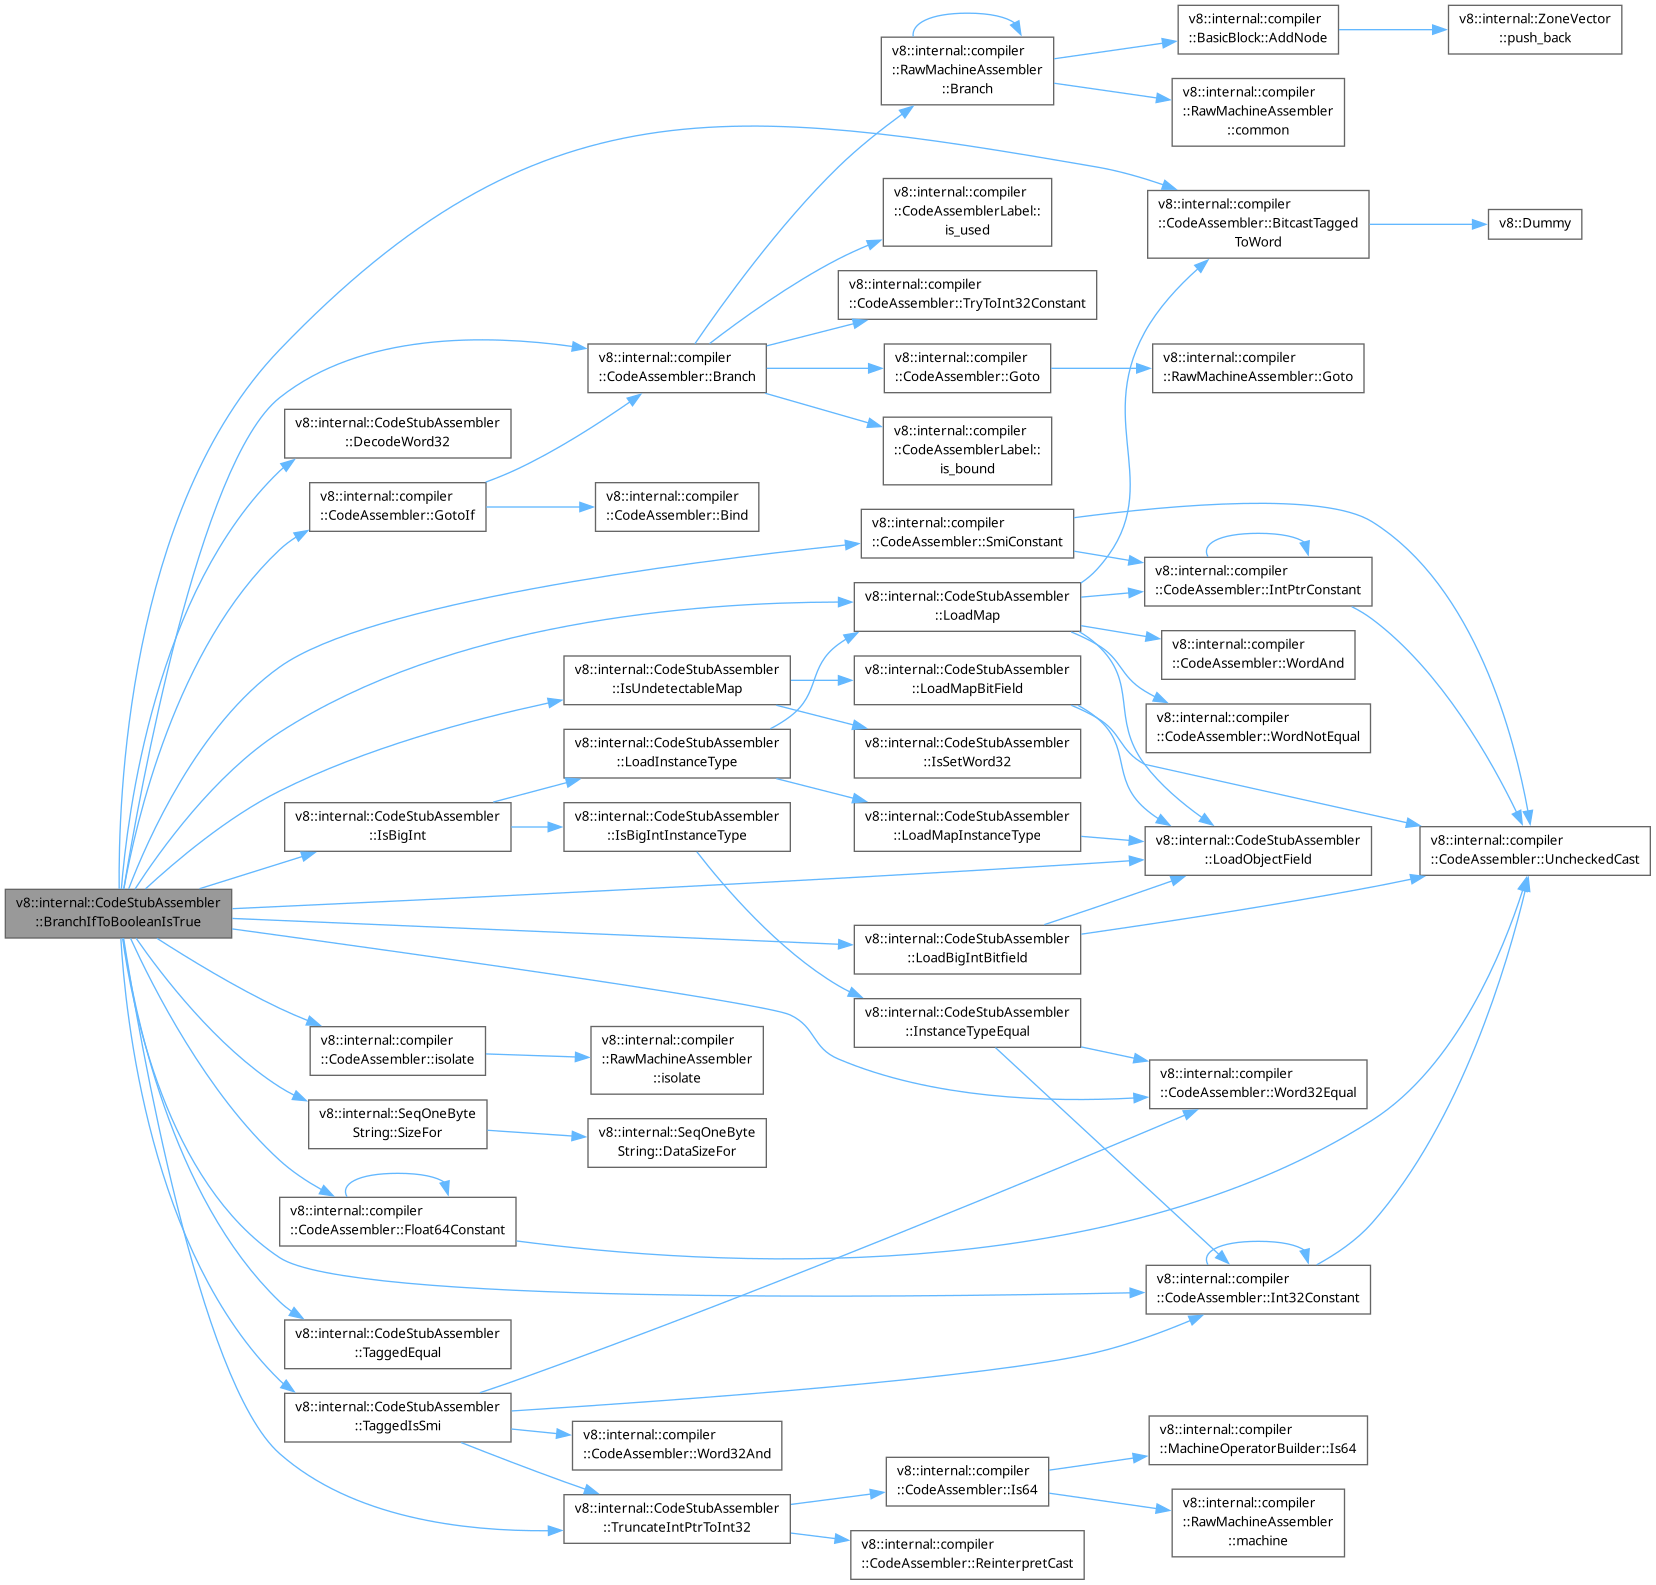 v8::internal::CodeStubAssembler
::BranchIfToBooleanIsTrue
v8::internal::compiler
::CodeAssembler::BitcastTagged
ToWord
v8::Dummy
v8::internal::compiler
::CodeAssembler::Branch
v8::internal::compiler
::RawMachineAssembler
::Branch
v8::internal::compiler
::BasicBlock::AddNode
v8::internal::ZoneVector
::push_back
v8::internal::compiler
::RawMachineAssembler
::common
v8::internal::compiler
::CodeAssemblerLabel::
is_used
v8::internal::compiler
::CodeAssembler::TryToInt32Constant
v8::internal::compiler
::CodeAssembler::Goto
v8::internal::compiler
::RawMachineAssembler::Goto
v8::internal::compiler
::CodeAssemblerLabel::
is_bound
v8::internal::CodeStubAssembler
::DecodeWord32
v8::internal::compiler
::CodeAssembler::GotoIf
v8::internal::compiler
::CodeAssembler::Bind
v8::internal::compiler
::CodeAssembler::SmiConstant
v8::internal::compiler
::CodeAssembler::IntPtrConstant
v8::internal::CodeStubAssembler
::LoadMap
v8::internal::compiler
::CodeAssembler::WordAnd
v8::internal::compiler
::CodeAssembler::WordNotEqual
v8::internal::CodeStubAssembler
::IsUndetectableMap
v8::internal::CodeStubAssembler
::LoadMapBitField
v8::internal::CodeStubAssembler
::IsSetWord32
v8::internal::CodeStubAssembler
::LoadInstanceType
v8::internal::CodeStubAssembler
::LoadMapInstanceType
v8::internal::CodeStubAssembler
::IsBigInt
v8::internal::CodeStubAssembler
::IsBigIntInstanceType
v8::internal::CodeStubAssembler
::LoadObjectField
v8::internal::compiler
::CodeAssembler::UncheckedCast
v8::internal::CodeStubAssembler
::LoadBigIntBitfield
v8::internal::CodeStubAssembler
::InstanceTypeEqual
v8::internal::compiler
::CodeAssembler::Word32Equal
v8::internal::compiler
::CodeAssembler::isolate
v8::internal::compiler
::RawMachineAssembler
::isolate
v8::internal::SeqOneByte
String::SizeFor
v8::internal::SeqOneByte
String::DataSizeFor
v8::internal::compiler
::CodeAssembler::Float64Constant
v8::internal::compiler
::CodeAssembler::Int32Constant
v8::internal::CodeStubAssembler
::TaggedEqual
v8::internal::CodeStubAssembler
::TaggedIsSmi
v8::internal::compiler
::CodeAssembler::Word32And
v8::internal::CodeStubAssembler
::TruncateIntPtrToInt32
v8::internal::compiler
::CodeAssembler::Is64
v8::internal::compiler
::MachineOperatorBuilder::Is64
v8::internal::compiler
::RawMachineAssembler
::machine
v8::internal::compiler
::CodeAssembler::ReinterpretCast